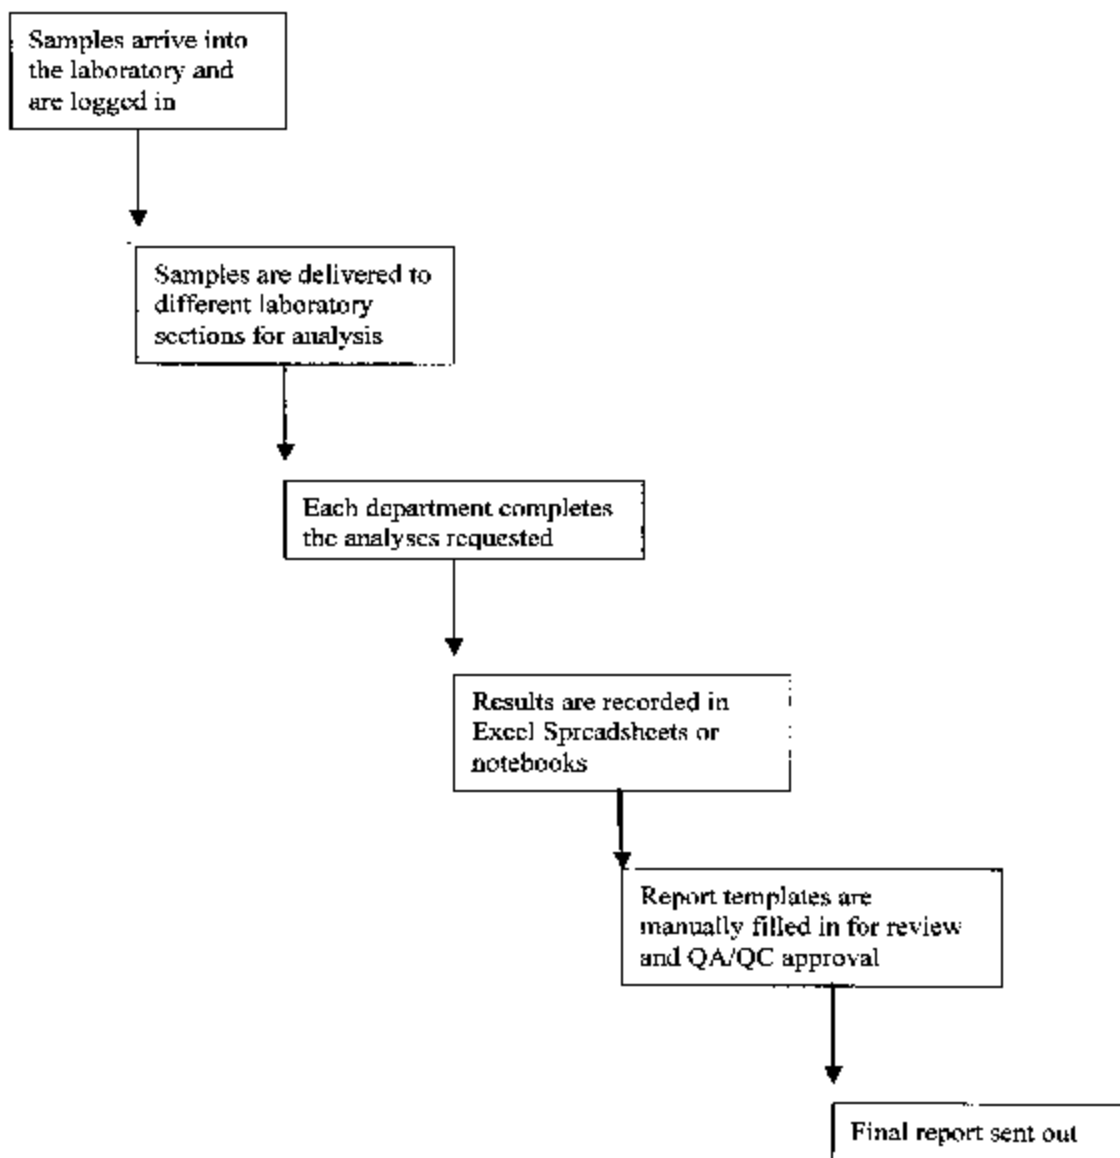 Samples arrive into
the laboratory and
are logged in
Samples are delivered to
different laboratory
sections for analysis
Each department completes
the analyses requested
Results are recorded in
Excel Spreadsheets or
notebooks
Report templates are
manually filled in for review
and QA/QC approval
Final report sent out